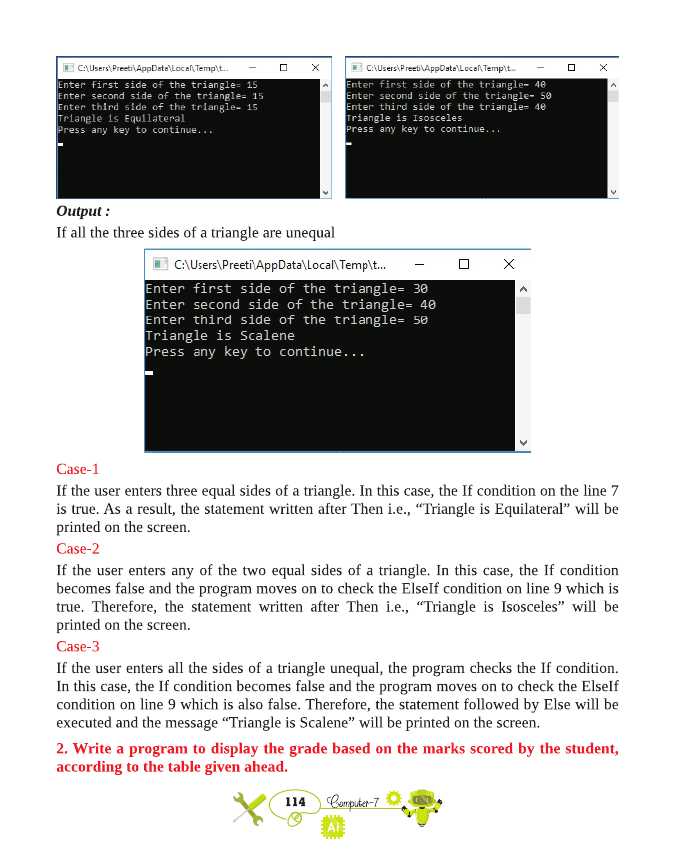 C:\Users\Preeti\AppData\Local\Temp\t...
Enter first side of the triangle= 15
Enter second side of the triangle= 15
Enter third side of the triangle= 15
Triangle is Equilateral
Press any key to continue...
C:\Users\Preeti\AppData\Local\Temp\t...
Enter first side of the triangle= 40
Enter second side of the triangle= 50
Enter third side of the triangle= 40
Triangle is Isosceles
Press any key to continue...
Output :
If all the three sides of a triangle are unequal
C:\Users\Preeti\AppData\Local\Temp\t...
Enter first side of the triangle= 30
Enter second side of the triangle= 40
Enter third side of the triangle= 50
Triangle is Scalene
Press any key to continue...
Case-1
If the user enters three equal sides of a triangle. In this case, the If condition on the line 7
is true. As a result, the statement written after Then i.e., “Triangle is Equilateral” will be
printed on the screen.
Case-2
If the user enters any of the two equal sides of a triangle. In this case, the If condition
becomes false and the program moves on to check the ElseIf condition on line 9 which is
true. Therefore, the statement written after Then i.e., “Triangle is Isosceles” will be
printed on the screen.
Case-3
If the user enters all the sides of a triangle unequal, the program checks the If condition.
In this case, the If condition becomes false and the program moves on to check the ElseIf
condition on line 9 which is also false. Therefore, the statement followed by Else will be
executed and the message “Triangle is Scalene” will be printed on the screen.
2. Write a program to display the grade based on the marks scored by the student,
according to the table given ahead.
114
Computer-7
AI